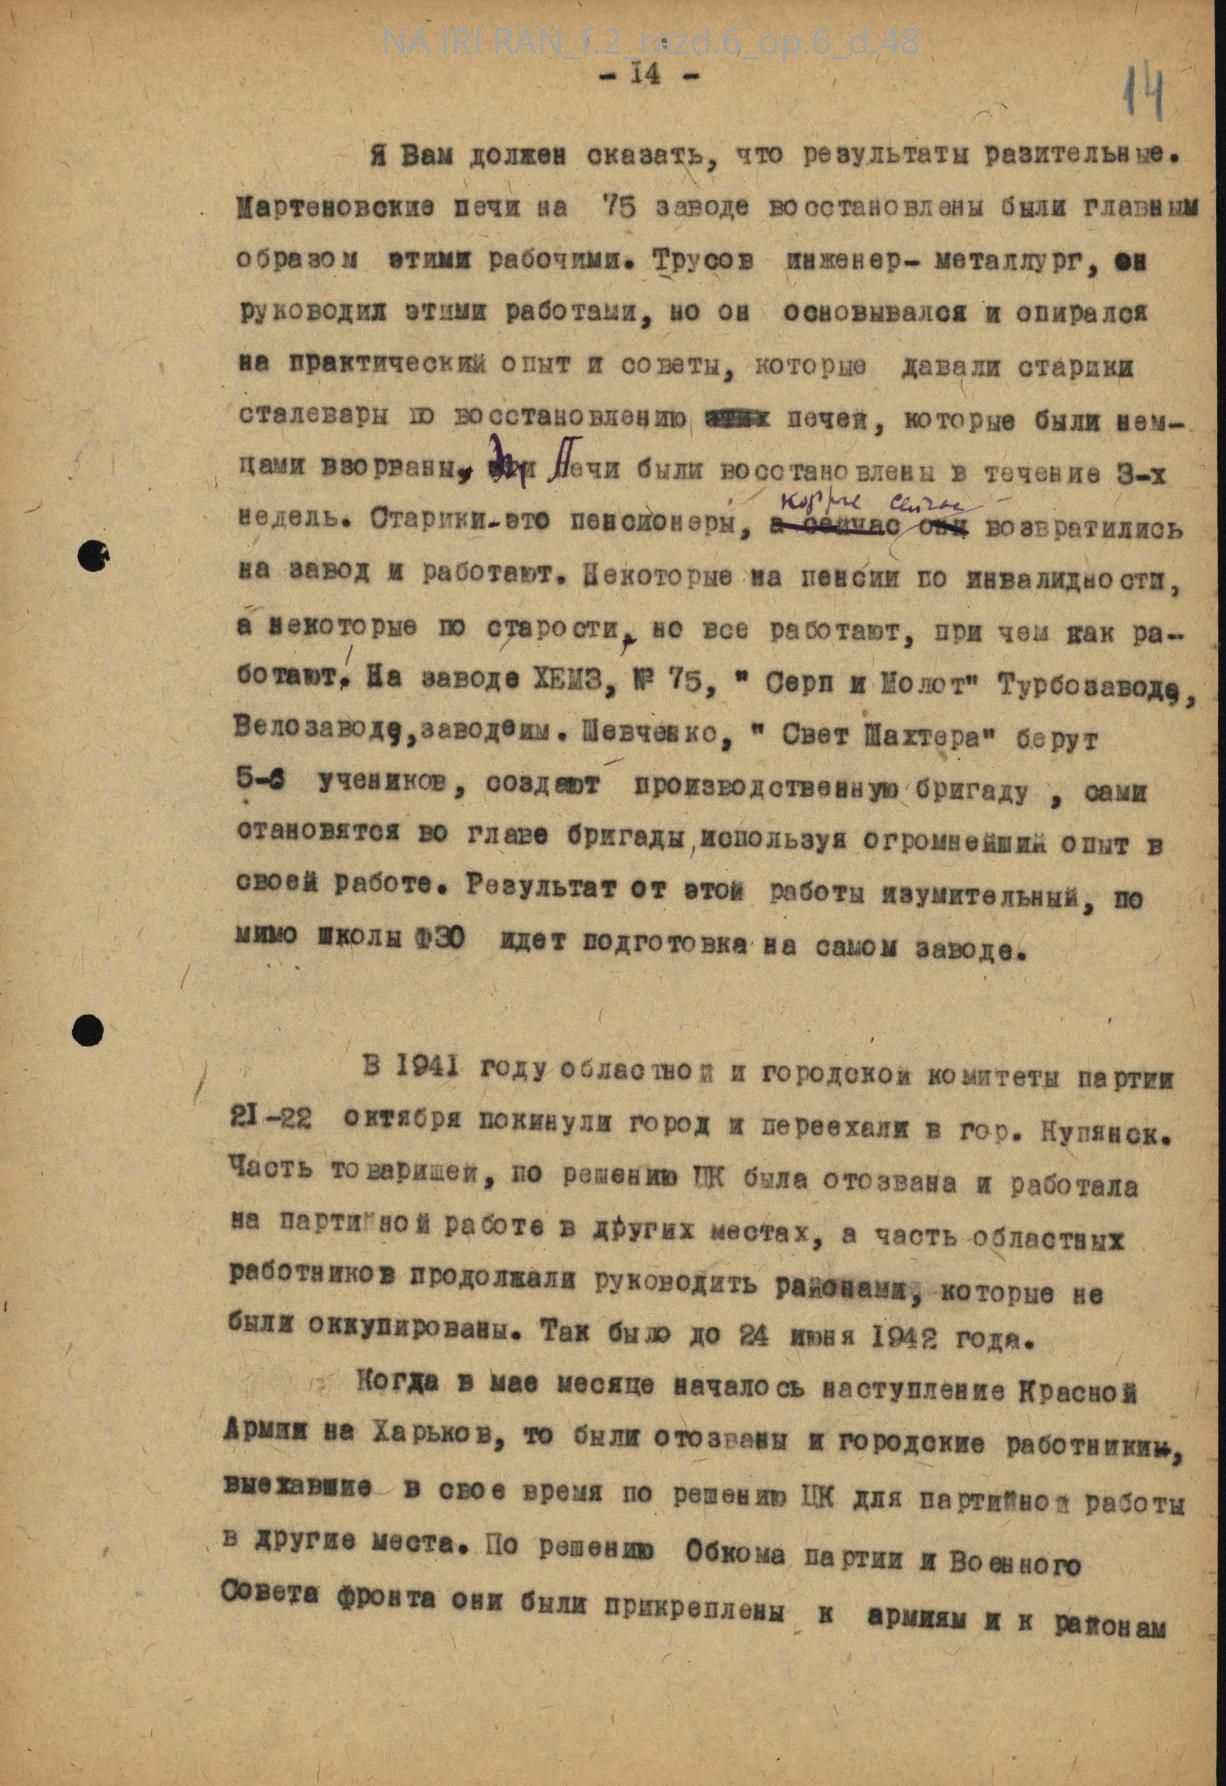 NA IRI RAN_f.2_razd.6_op.6_d.48
- I4 -
14
Я Вам должен сказать, что результаты разительные.
Мартеновские печи на 75 заводе восстановлены были главным
образом этими рабочими. Трусов инженер- металлург, он
руководил этими работами, но он основывался и опирался
на практический опыт и советы, которые давали старики
сталевары по восстановлению этих печей, которые были нем-
цами взорваны, Печи были восстановлены в течение 3-х
которые сейчас
недель. Старики-это пенсионеры, а сейчас они возвратились
на завод и работают. Некоторые на пенсии по инвалидности,
а некоторые по старости, но все работают, при чем как ра-
ботают! На заводе ХЕМЗ, № 75, " Серп и Молот" Турбозаводе,
Велозаводе, заводеим. Шевченко, " Свет Шахтера" берут
5-6 учеников, создают производственную бригаду , сами
становятся во главе бригады,используя огромнейший опыт в
своей работе. Результат от этой работы изумительный, по
мимо школы ФЗО идет подготовка на самом заводе.
В I94I году областной и городской комитеты партии
2I-22 октября покинули город и переехали в гор. Купянск.
Часть товарищей, по решению ЦК была отозвана и работала
на партийной работе в других местах, а часть областных
работников продолжали руководить районами, которые не
были оккупированы. Так было до 24 июня I942 года.
Когда в мае месяце началось наступление Красной
Армии на Харьков, то были отозваны и городские работники,
выехавшие в свое время по решению ЦК для партийной работы
в другие места. По решению Обкома партии и Военного
Совета фронта они были прикреплены к армиям и к районам